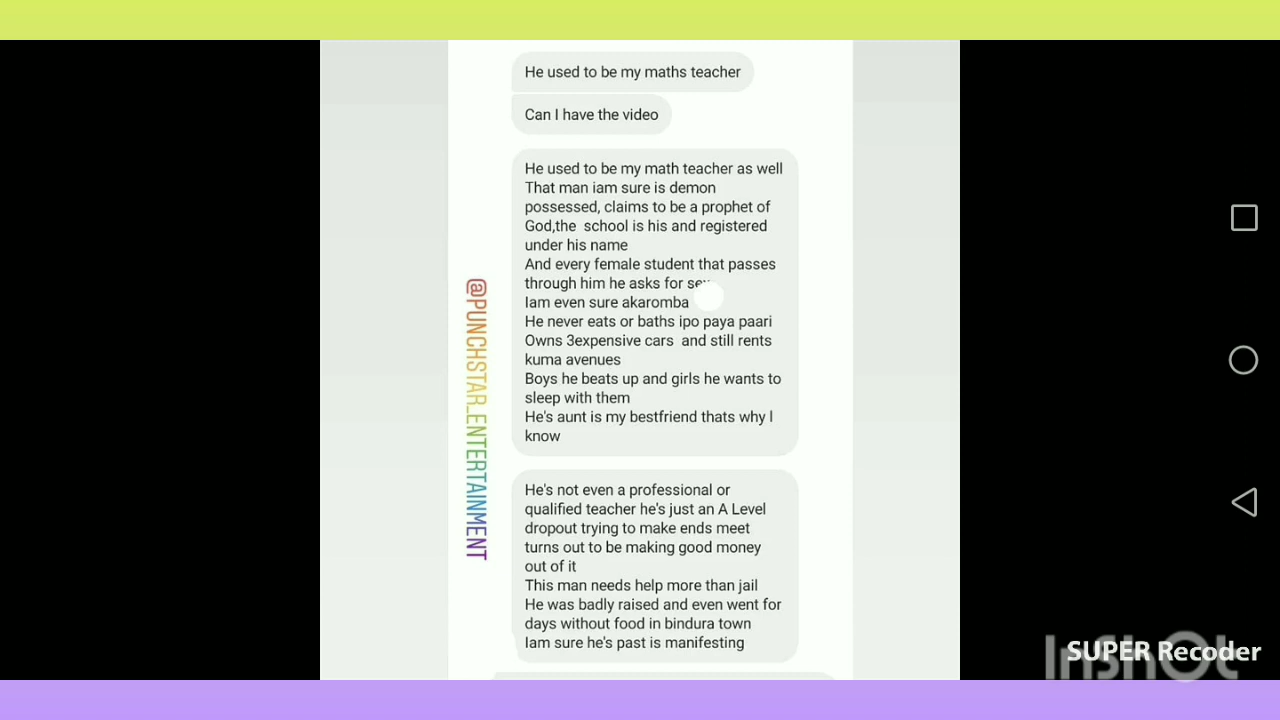 He used to be my maths teacher
Can I have the video
He used to be my math teacher as well
That man iam sure is demon
possessed, claims to be a prophet of
God,the school is his and registered
under his name
And every female student that passes
through him he asks for sex
Iam even sure akaromba
He never eats or baths ipo paya paari
Owns 3expensive cars and still rents
kuma avenues
Boys he beats up and girls he wants to
sleep with them
He's aunt is my bestfriend thats why I
know
He's not even a professional or
qualified teacher he's just an A Level
dropout trying to make ends meet
turns out to be making good money
out of it
This man needs help more than jail
He was badly raised and even went for
days without food in bindura town
Iam sure he's past is manifesting
@PUNCHSTAR_ENTERTAINMENT
InShOt
SUPER Recoder